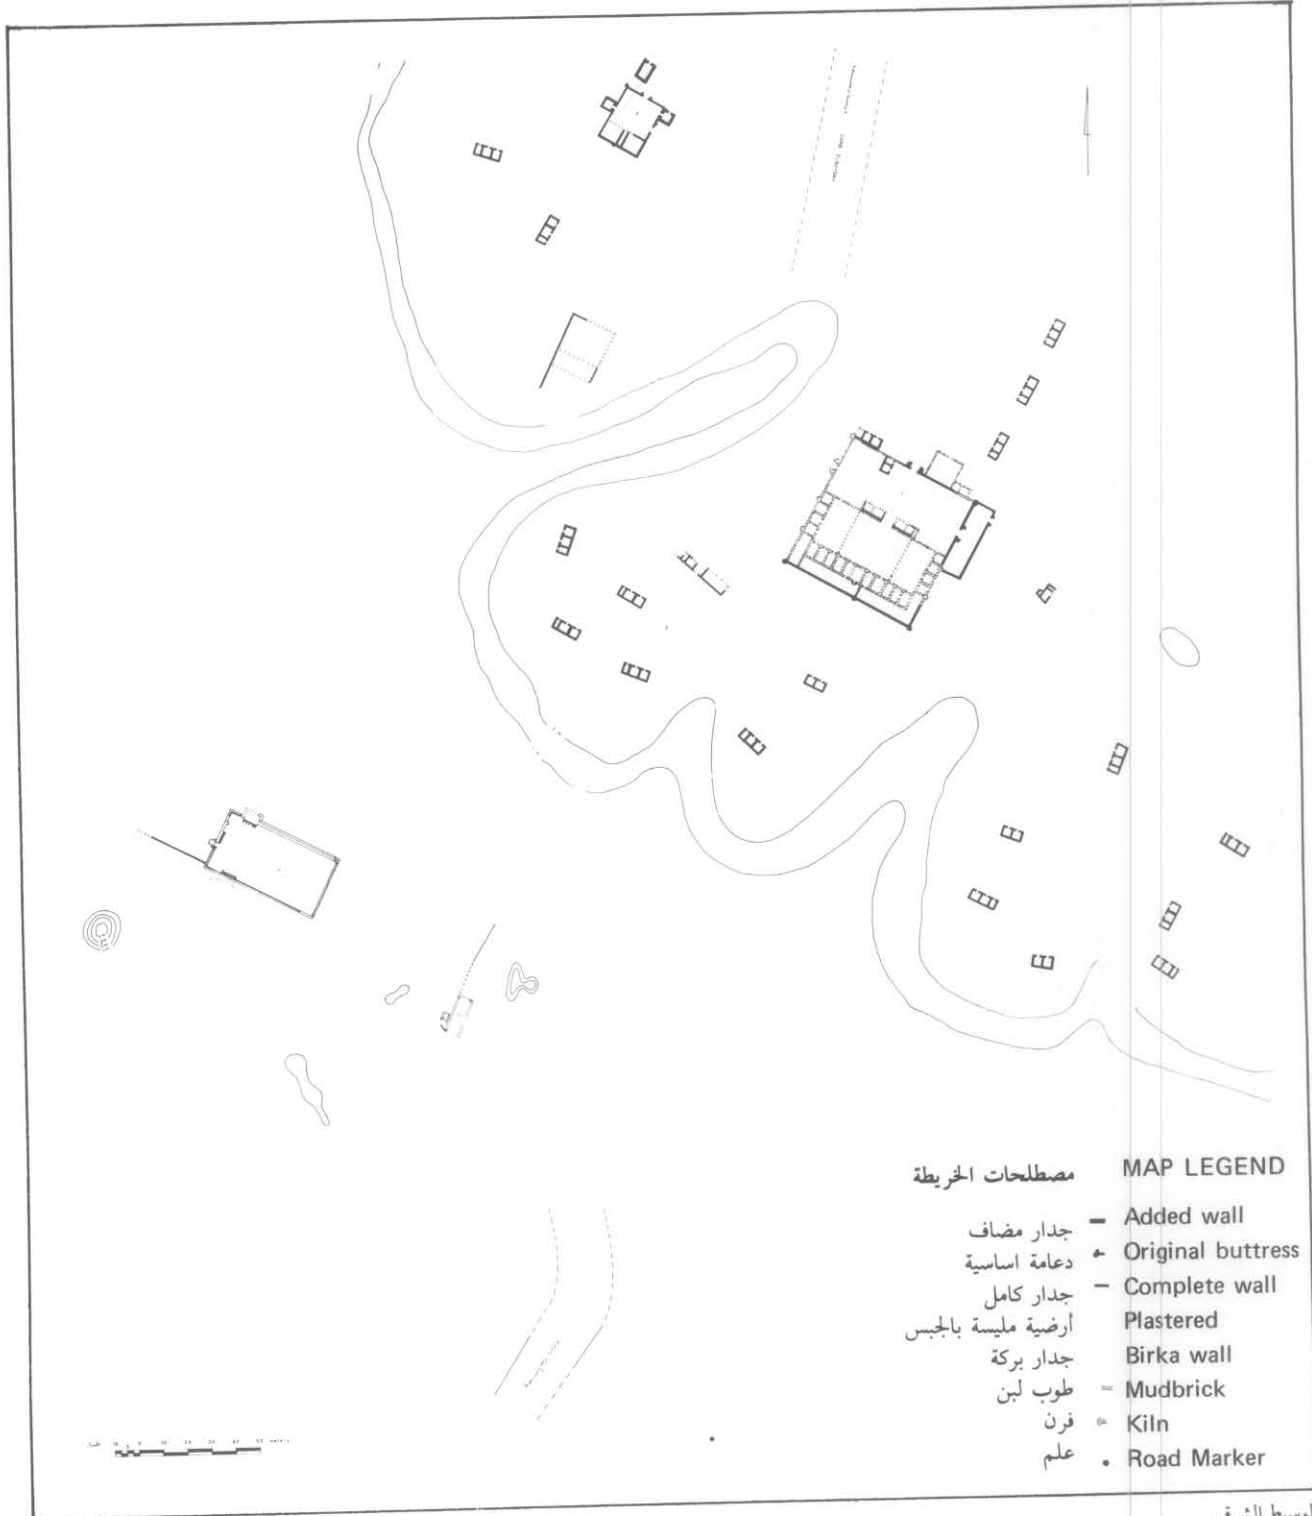 مصطلحات الخريطة MAP LEGEND
جدار مضاف Added wall
دعامة اساسية Original buttress
جدار كامل Complete wall
أرضية مليسة بالجبس Plastered
جدار بركة Birka wall
طوب لبن Mudbrick
فرن Kiln
علم Road Marker